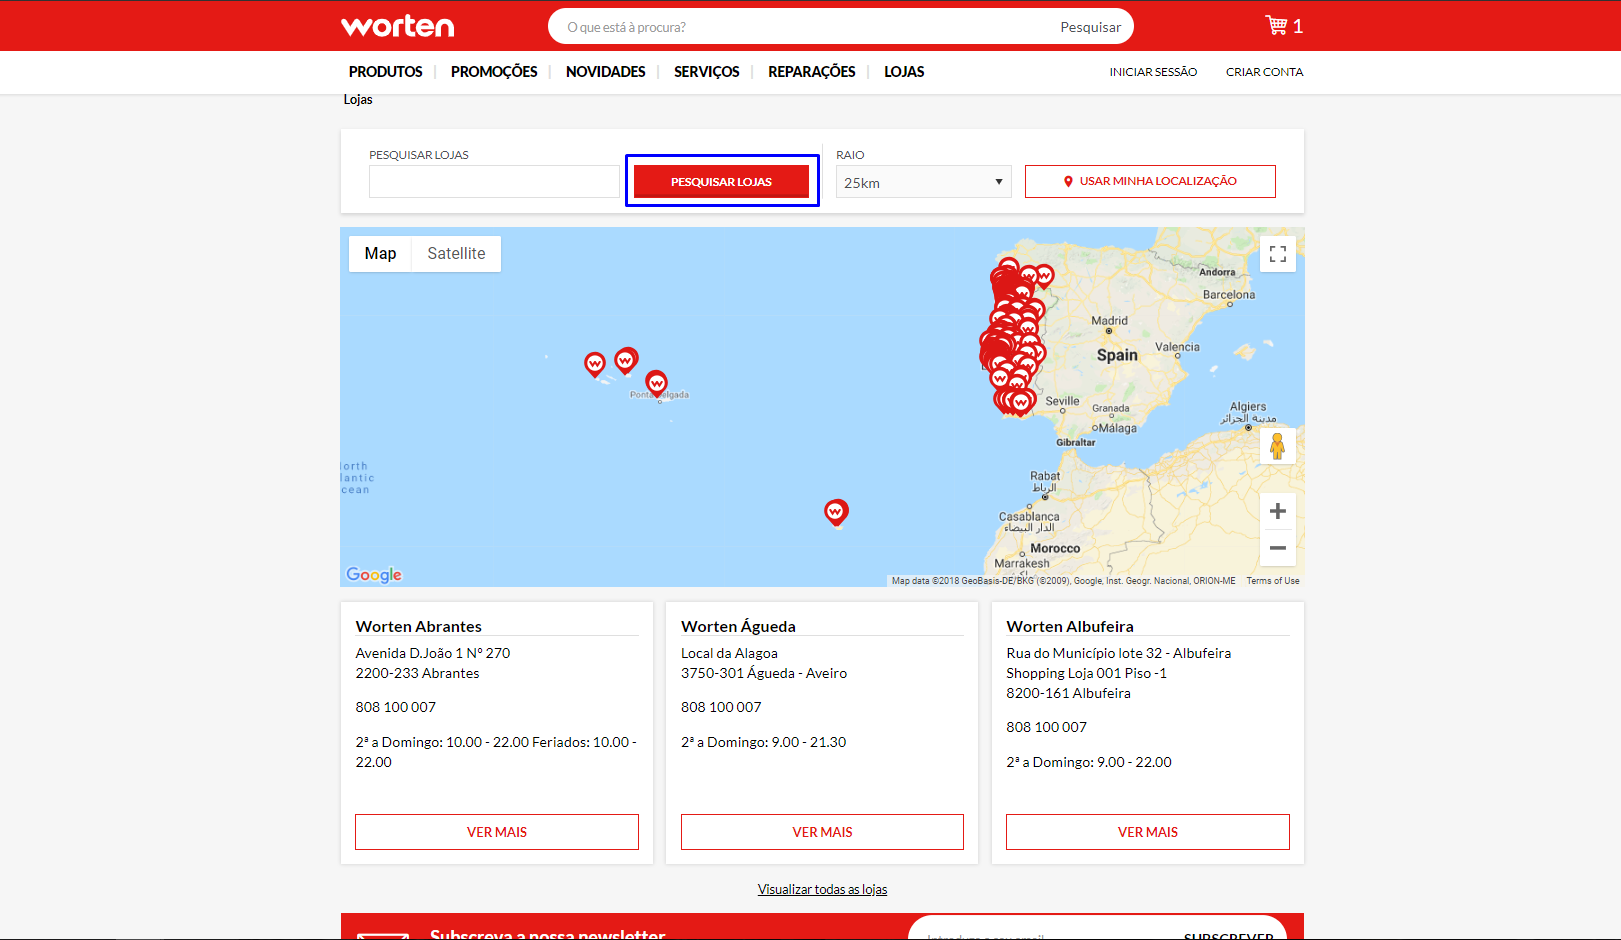 worten
O que está à procura?
Pesquisar
1
PRODUTOS
PROMOÇÕES
NOVIDADES
SERVIÇOS
REPARAÇÕES
LOJAS
INICIAR SESSÃO
CRIAR CONTA
Lojas
PESQUISAR LOJAS
PESQUISAR LOJAS
RAIO
25km
USAR MINHA LOCALIZAÇÃO
Map
Satellite
Andorra
Barcelona
Madrid
Spain
Valencia
Seville
Granada
Málaga
Gibraltar
Algiers
مدينة الجزائر
Rabat
الرباط
Casablanca
الدار البيضاء
Morocco
Marrakesh
Google
Map data ©2018 GeoBasis-DE/BKG (©2009), Google, Inst. Geogr. Nacional, ORION-ME
Terms of Use
Worten Abrantes
Avenida D.João 1 Nº 270
2200-233 Abrantes
808 100 007
2ª a Domingo: 10.00 - 22.00 Feriados: 10.00 -
22.00
VER MAIS
Worten Águeda
Local da Alagoa
3750-301 Águeda - Aveiro
808 100 007
2ª a Domingo: 9.00 - 21.30
VER MAIS
Worten Albufeira
Rua do Município lote 32 - Albufeira
Shopping Loja 001 Piso -1
8200-161 Albufeira
808 100 007
2ª a Domingo: 9.00 - 22.00
VER MAIS
Visualizar todas as lojas
Subscreva a nossa newsletter
SUBSCREVER